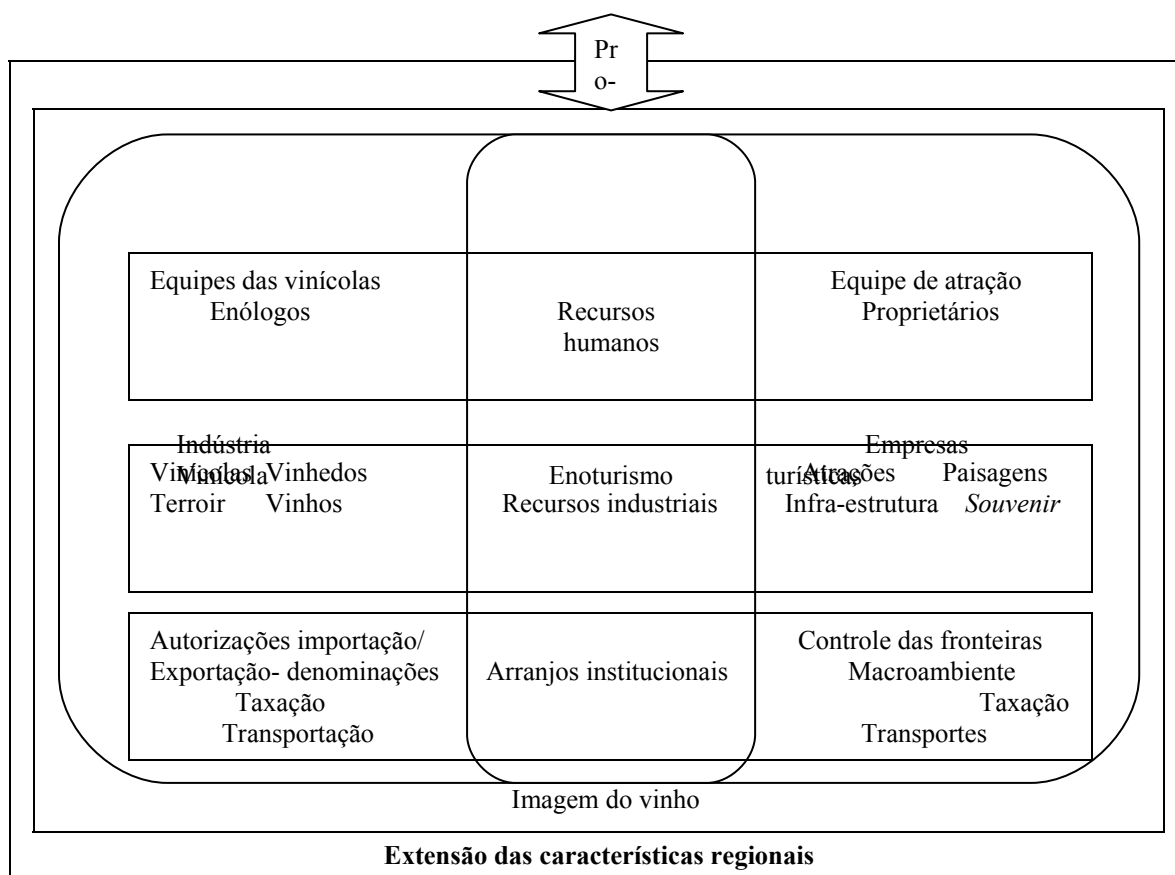 Pr
o-
Equipes das vinícolas
Enólogos
Recursos
humanos
Equipe de atração
Proprietários
Indústria
Vinícola
Empresas
turísticas
Vinícolas Vinhedos
Terroir Vinhos
Enoturismo
Recursos industriais
Atrações Paisagens
Infra-estrutura Souvenir
Autorizações importação/
Exportação- denominações
Taxação
Transportação
Arranjos institucionais
Controle das fronteiras
Macroambiente
Taxação
Transportes
Imagem do vinho
Extensão das características regionais